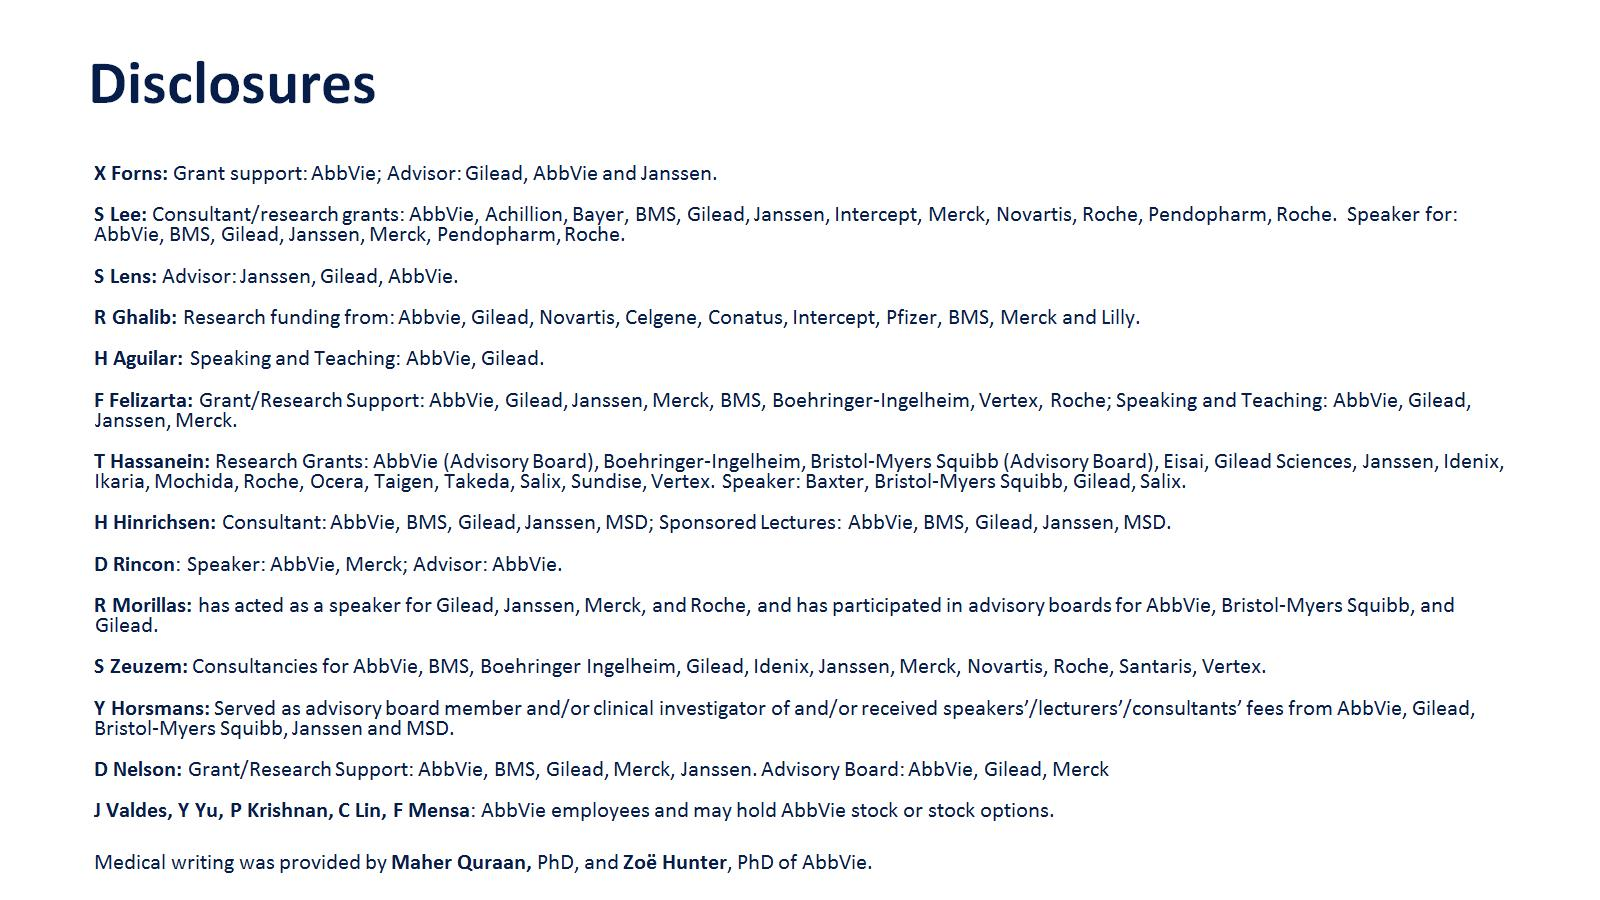 Disclosures
X Forns: Grant support: AbbVie; Advisor: Gilead, AbbVie and Janssen.
S Lee: Consultant/research grants: AbbVie, Achillion, Bayer, BMS, Gilead, Janssen, Intercept, Merck, Novartis, Roche, Pendopharm, Roche.  Speaker for:
AbbVie, BMS, Gilead, Janssen, Merck, Pendopharm, Roche.
S Lens: Advisor: Janssen, Gilead, AbbVie.
R Ghalib: Research funding from: Abbvie, Gilead, Novartis, Celgene, Conatus, Intercept, Pfizer, BMS, Merck and Lilly.
H Aguilar: Speaking and Teaching: AbbVie, Gilead.
F Felizarta: Grant/Research Support: AbbVie, Gilead, Janssen, Merck, BMS, Boehringer-Ingelheim, Vertex, Roche; Speaking and Teaching: AbbVie, Gilead,
Janssen, Merck.
T Hassanein: Research Grants: AbbVie (Advisory Board), Boehringer-Ingelheim, Bristol-Myers Squibb (Advisory Board), Eisai, Gilead Sciences, Janssen, Idenix,
Ikaria, Mochida, Roche, Ocera, Taigen, Takeda, Salix, Sundise, Vertex. Speaker: Baxter, Bristol-Myers Squibb, Gilead, Salix.
H Hinrichsen: Consultant: AbbVie, BMS, Gilead, Janssen, MSD; Sponsored Lectures: AbbVie, BMS, Gilead, Janssen, MSD.
D Rincon: Speaker: AbbVie, Merck; Advisor: AbbVie.
R Morillas: has acted as a speaker for Gilead, Janssen, Merck, and Roche, and has participated in advisory boards for AbbVie, Bristol-Myers Squibb, and
Gilead.
S Zeuzem: Consultancies for AbbVie, BMS, Boehringer Ingelheim, Gilead, Idenix, Janssen, Merck, Novartis, Roche, Santaris, Vertex.
Y Horsmans: Served as advisory board member and/or clinical investigator of and/or received speakers’/lecturers’/consultants’ fees from AbbVie, Gilead,
Bristol-Myers Squibb, Janssen and MSD.
D Nelson: Grant/Research Support: AbbVie, BMS, Gilead, Merck, Janssen. Advisory Board: AbbVie, Gilead, Merck
J Valdes, Y Yu, P Krishnan, C Lin, F Mensa: AbbVie employees and may hold AbbVie stock or stock options.
Medical writing was provided by Maher Quraan, PhD, and Zoë Hunter, PhD of AbbVie.